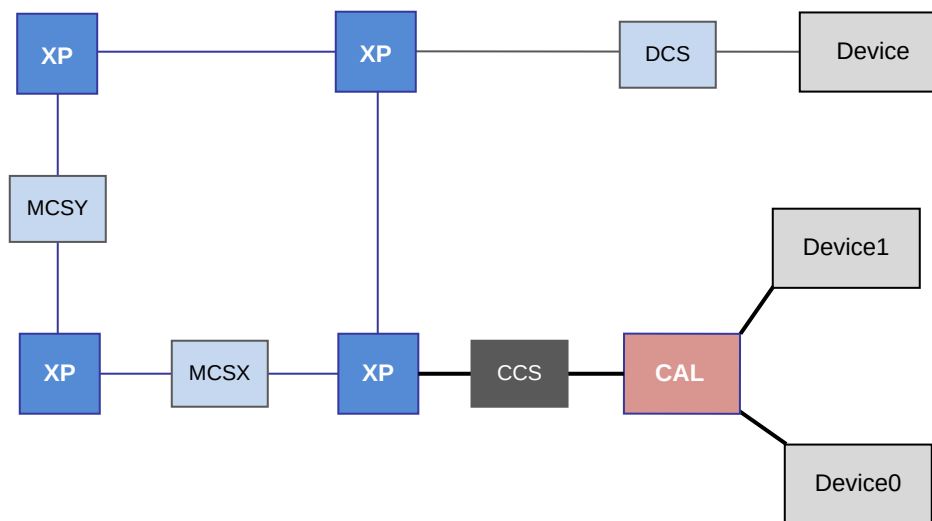 XP
XP
DCS
Device
MCSY
Device1
XP
MCSX
XP
CCS
CAL
Device0